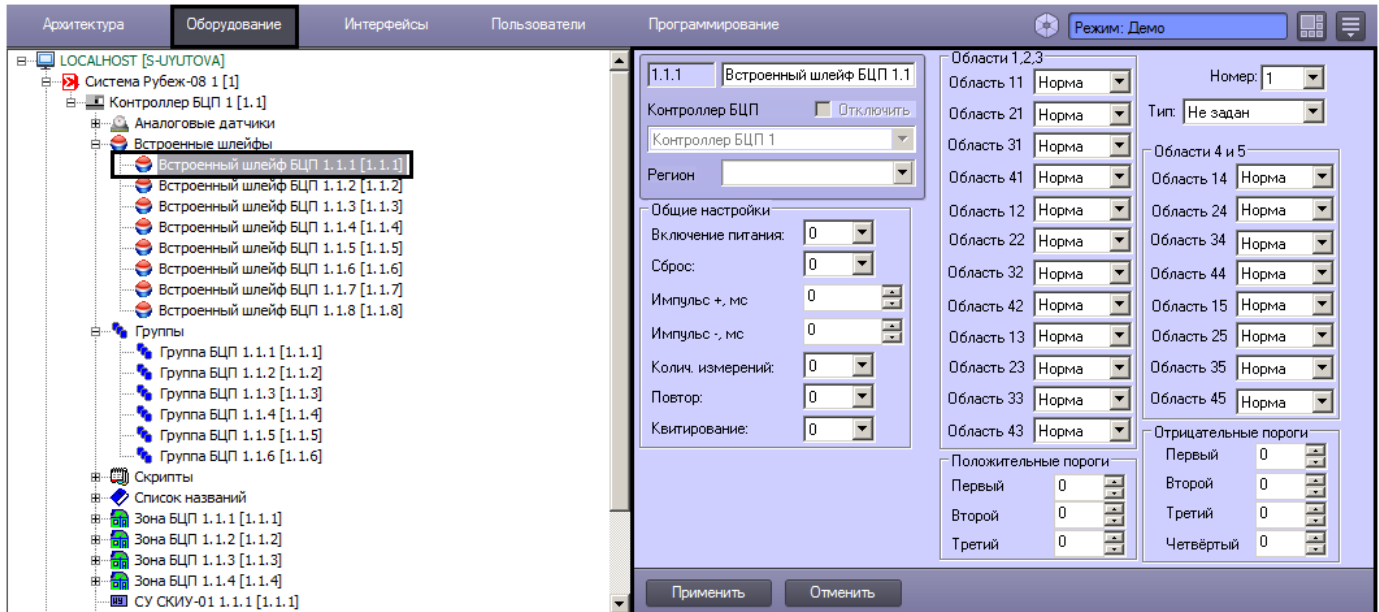 Архитектура Оборудование Интерфейсы Пользователи Программирование Режим: Демо
LOCALHOST [S-UYUTOVA]
Система Рубеж-08 1 [1]
Контроллер БЦП 1 [1.1]
Аналоговые датчики
Встроенные шлейфы
Встроенный шлейф БЦП 1.1.1 [1.1.1]
Встроенный шлейф БЦП 1.1.2 [1.1.2]
Встроенный шлейф БЦП 1.1.3 [1.1.3]
Встроенный шлейф БЦП 1.1.4 [1.1.4]
Встроенный шлейф БЦП 1.1.5 [1.1.5]
Встроенный шлейф БЦП 1.1.6 [1.1.6]
Встроенный шлейф БЦП 1.1.7 [1.1.7]
Встроенный шлейф БЦП 1.1.8 [1.1.8]
Группы
Группа БЦП 1.1.1 [1.1.1]
Группа БЦП 1.1.2 [1.1.2]
Группа БЦП 1.1.3 [1.1.3]
Группа БЦП 1.1.4 [1.1.4]
Группа БЦП 1.1.5 [1.1.5]
Группа БЦП 1.1.6 [1.1.6]
Скрипты
Список названий
Зона БЦП 1.1.1 [1.1.1]
Зона БЦП 1.1.2 [1.1.2]
Зона БЦП 1.1.3 [1.1.3]
Зона БЦП 1.1.4 [1.1.4]
СУ СКИУ-01 1.1.1 [1.1.1]
1.1.1 Встроенный шлейф БЦП 1.1
Контроллер БЦП Отключить
Контроллер БЦП 1
Регион
Общие настройки
Включение питания: 0
Сброс: 0
Импульс +, мс 0
Импульс -, мс 0
Колич. измерений: 0
Повтор: 0
Квитирование: 0
Области 1,2,3
Область 11 Норма
Область 21 Норма
Область 31 Норма
Область 41 Норма
Область 12 Норма
Область 22 Норма
Область 32 Норма
Область 42 Норма
Область 13 Норма
Область 23 Норма
Область 33 Норма
Область 43 Норма
Положительные пороги
Первый 0
Второй 0
Третий 0
Номер: 1
Тип: Не задан
Области 4 и 5
Область 14 Норма
Область 24 Норма
Область 34 Норма
Область 44 Норма
Область 15 Норма
Область 25 Норма
Область 35 Норма
Область 45 Норма
Отрицательные пороги
Первый 0
Второй 0
Третий 0
Четвёртый 0
Применить Отменить